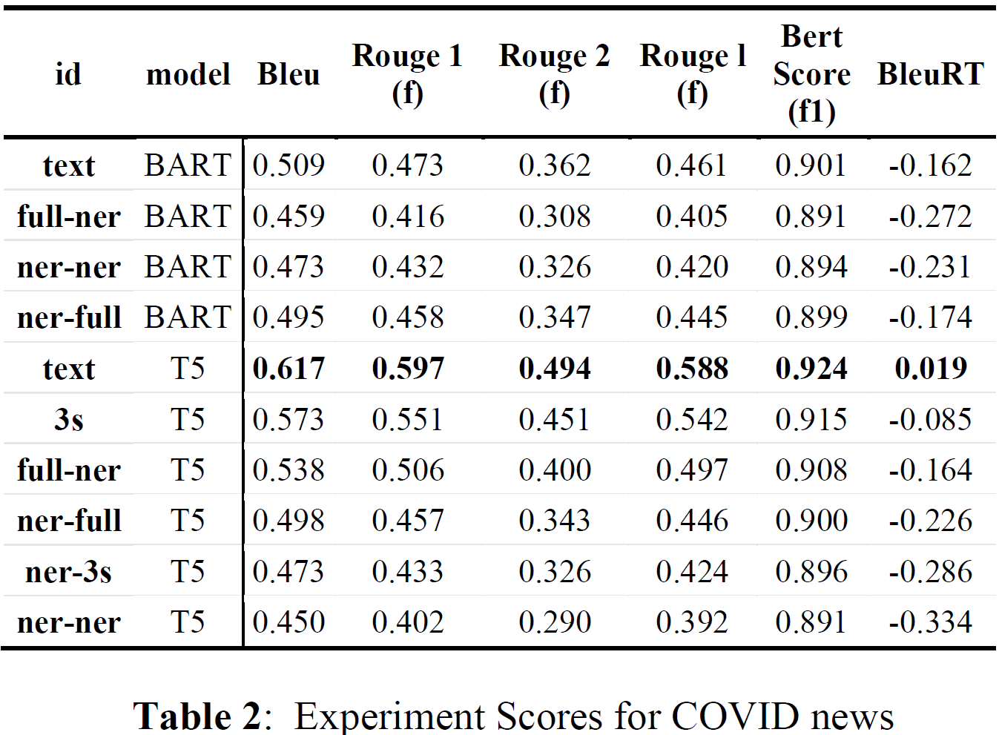 id model Bleu Rouge 1 (f) Rouge 2 (f) Rouge l (f) Bert Score (f1) BleuRT
text BART 0.509 0.473 0.362 0.461 0.901 -0.162
full-ner BART 0.459 0.416 0.308 0.405 0.891 -0.272
ner-ner BART 0.473 0.432 0.326 0.420 0.894 -0.231
ner-full BART 0.495 0.458 0.347 0.445 0.899 -0.174
text T5 0.617 0.597 0.494 0.588 0.924 0.019
3s T5 0.573 0.551 0.451 0.542 0.915 -0.085
full-ner T5 0.538 0.506 0.400 0.497 0.908 -0.164
ner-full T5 0.498 0.457 0.343 0.446 0.900 -0.226
ner-3s T5 0.473 0.433 0.326 0.424 0.896 -0.286
ner-ner T5 0.450 0.402 0.290 0.392 0.891 -0.334
Table 2: Experiment Scores for COVID news